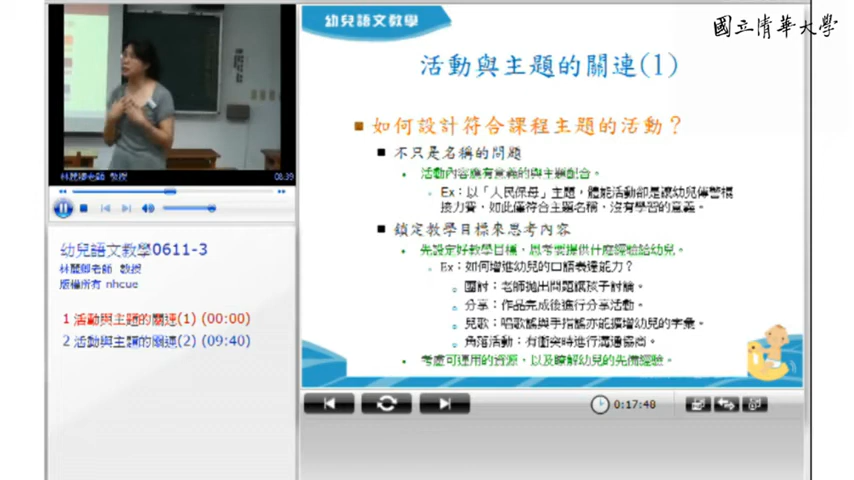 國立清華大學
幼兒語文教學
活動與主題的關連(1)
如何設計符合課程主題的活動？
不只是名稱的問題
活動內容應有意義的與主題配合。
Ex：以「人民保母」主題，體能活動卻是讓幼兒傳警棍
接力賽，如此僅符合主題名稱，沒有學習的意義。
鎖定教學目標來思考內容
先設定好教學目標，思考要提供什麼經驗給幼兒。
Ex：如何增進幼兒的口語表達能力？
團討：老師拋出問題讓孩子討論。
分享：作品完成後進行分享活動。
兒歌：唱歌謠與手指謠亦能擴增幼兒的字彙。
角落活動：有衝突時進行溝通協商。
考慮可運用的資源，以及瞭解幼兒的先備經驗。
林麗卿老師 教授
08:39
幼兒語文教學0611-3
林麗卿老師 教授
版權所有 nhcue
1 活動與主題的關連(1) (00:00)
2 活動與主題的關連(2) (09:40)
0:17:48